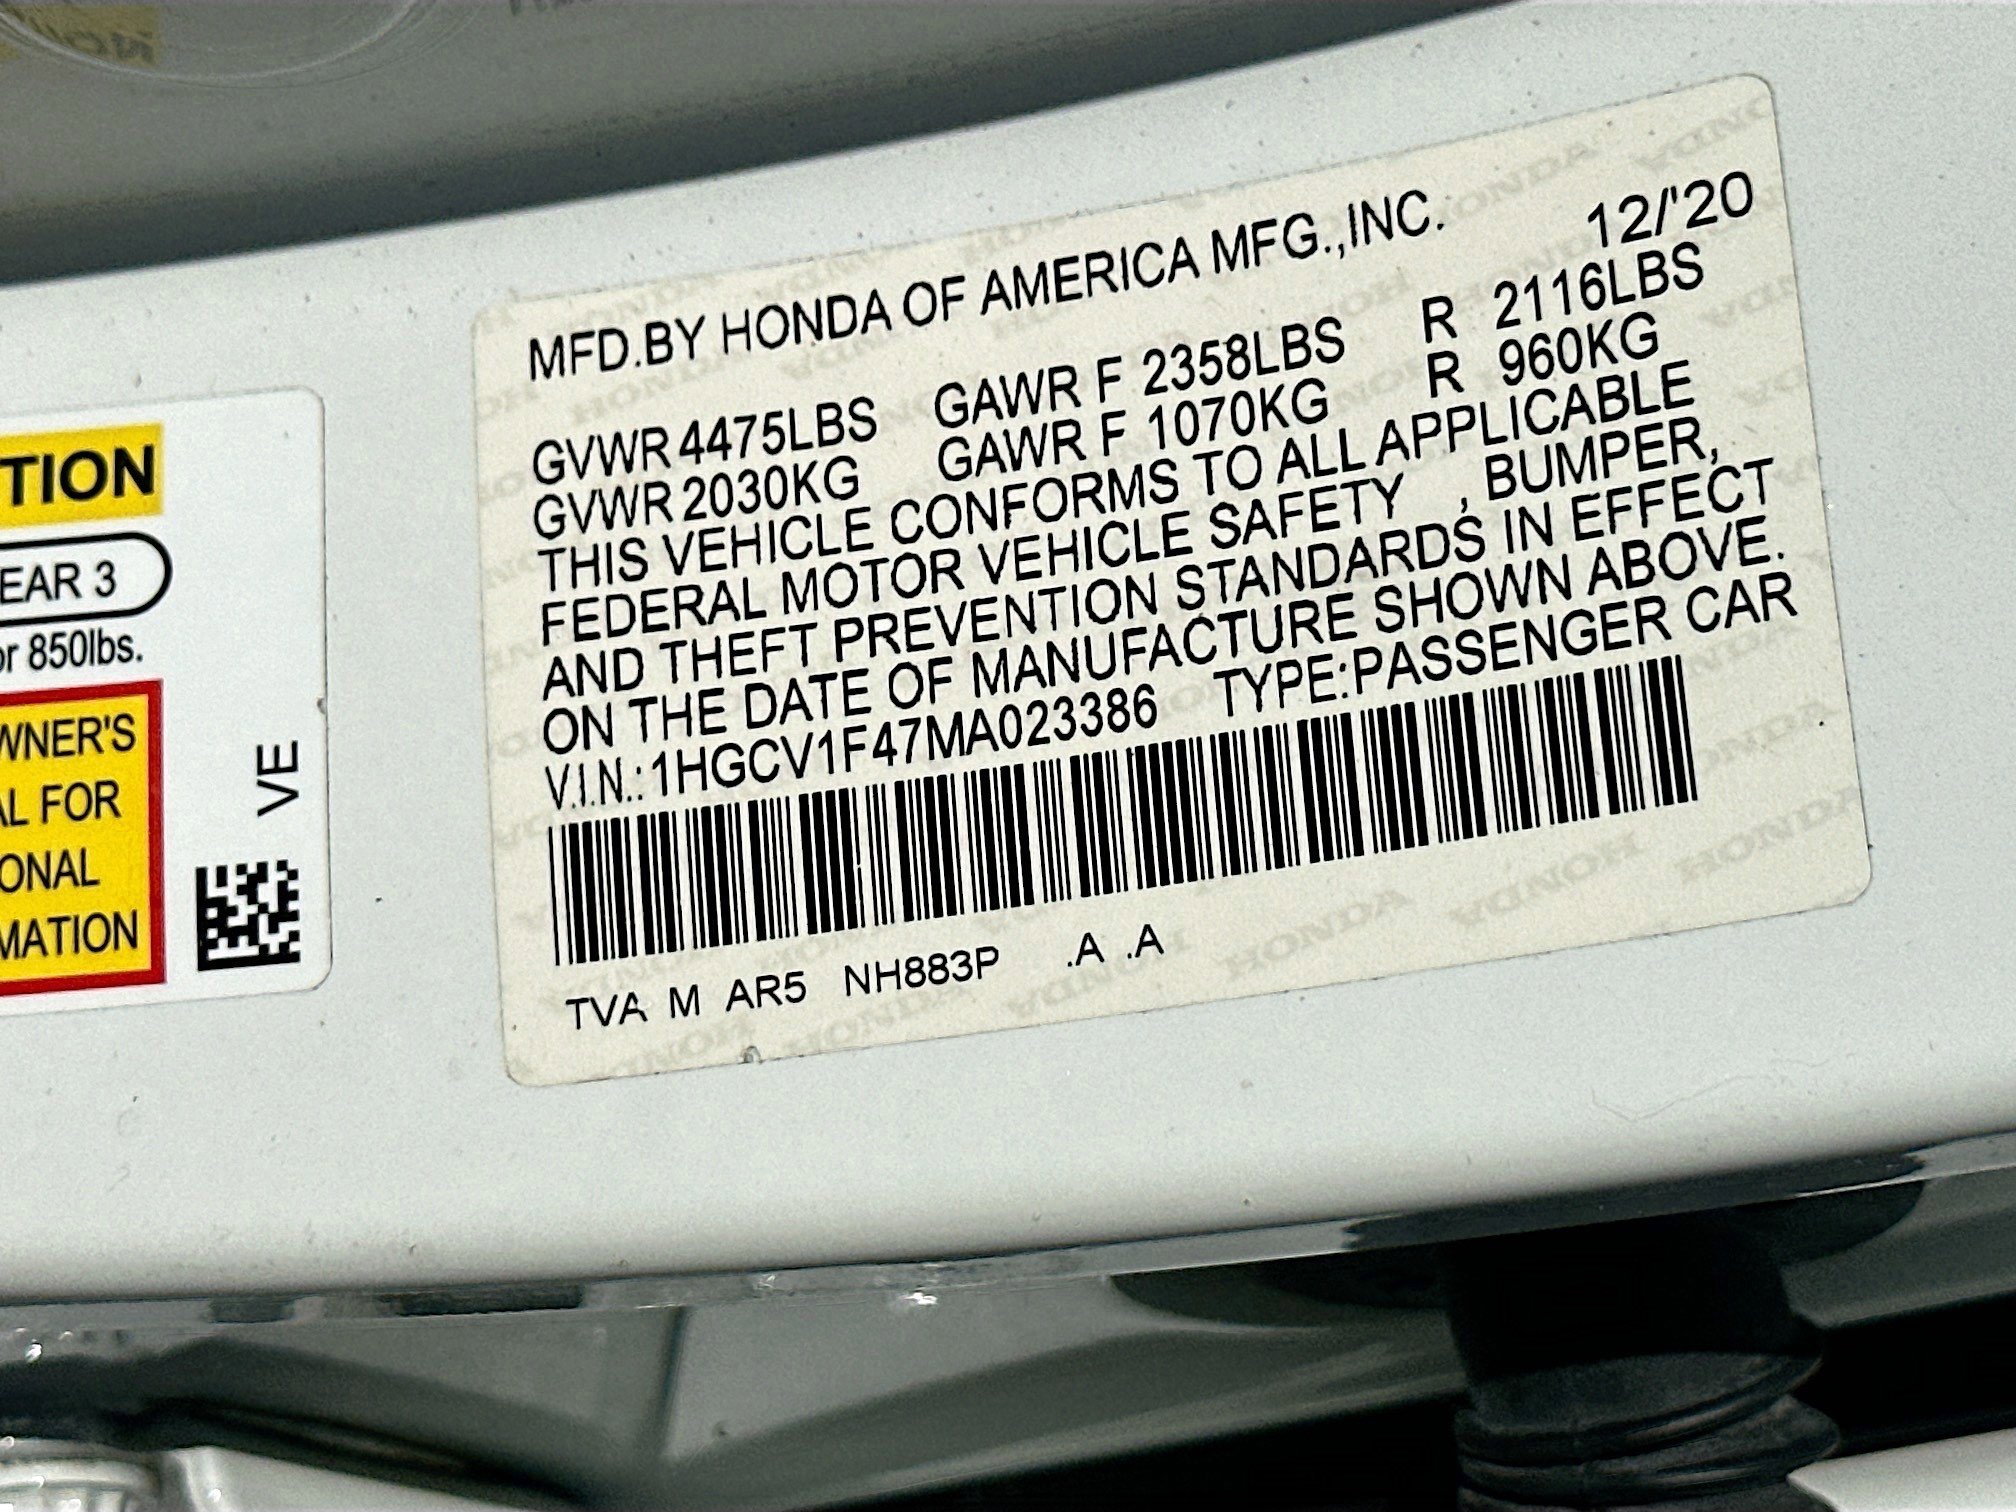 TION
EAR 3
or 850lbs.
WNER'S
AL FOR
ONAL
MATION
VE
MFD.BY HONDA OF AMERICA MFG.,INC. 12/'20
GVWR 4475LBS GAWR F 2358LBS R 2116LBS
GVWR 2030KG GAWR F 1070KG R 960KG
THIS VEHICLE CONFORMS TO ALL APPLICABLE
FEDERAL MOTOR VEHICLE SAFETY , BUMPER,
AND THEFT PREVENTION STANDARDS IN EFFECT
ON THE DATE OF MANUFACTURE SHOWN ABOVE.
V.I.N.: 1HGCV1F47MA023386 TYPE:PASSENGER CAR
TVA M AR5 NH883P .A .A